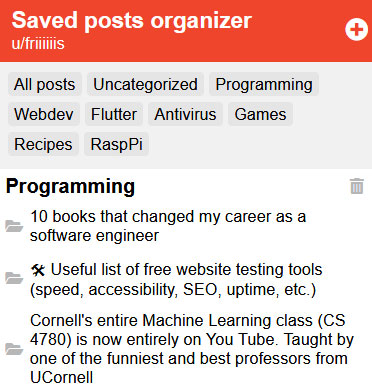 Saved posts organizer
u/friiiiiis
All posts Uncategorized Programming
Webdev Flutter Antivirus Games
Recipes RaspPi
Programming
10 books that changed my career as a
software engineer
🛠 Useful list of free website testing tools
(speed, accessibility, SEO, uptime, etc.)
Cornell's entire Machine Learning class (CS
4780) is now entirely on You Tube. Taught by
one of the funniest and best professors from
UCornell